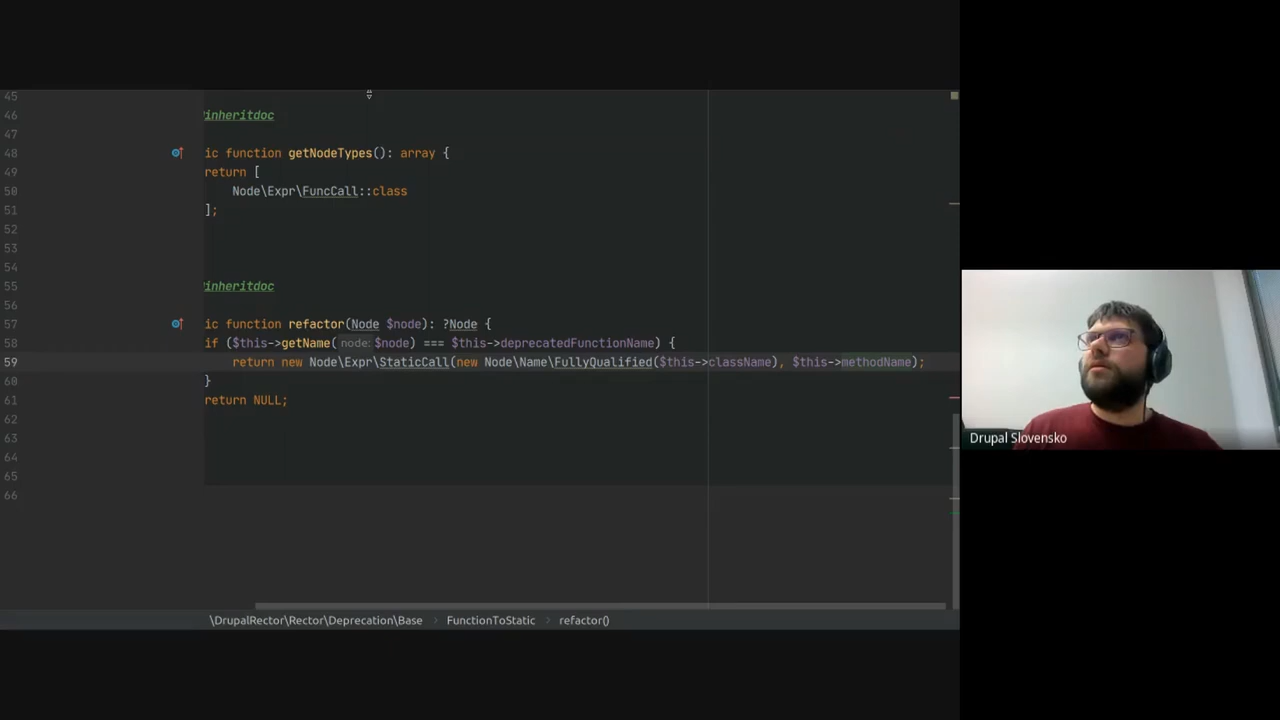 45
46 inheritdoc
47
48 ic function getNodeTypes(): array {
49 return [
50 Node\Expr\FuncCall::class
51 ];
52
53
54
55 inheritdoc
56
57 ic function refactor(Node $node): ?Node {
58 if ($this->getName( node: $node) === $this->deprecatedFunctionName) {
59 return new Node\Expr\StaticCall(new Node\Name\FullyQualified($this->className), $this->methodName);
60 }
61 return NULL;
62
63
64
65
66
\DrupalRector\Rector\Deprecation\Base › FunctionToStatic › refactor()
Drupal Slovensko